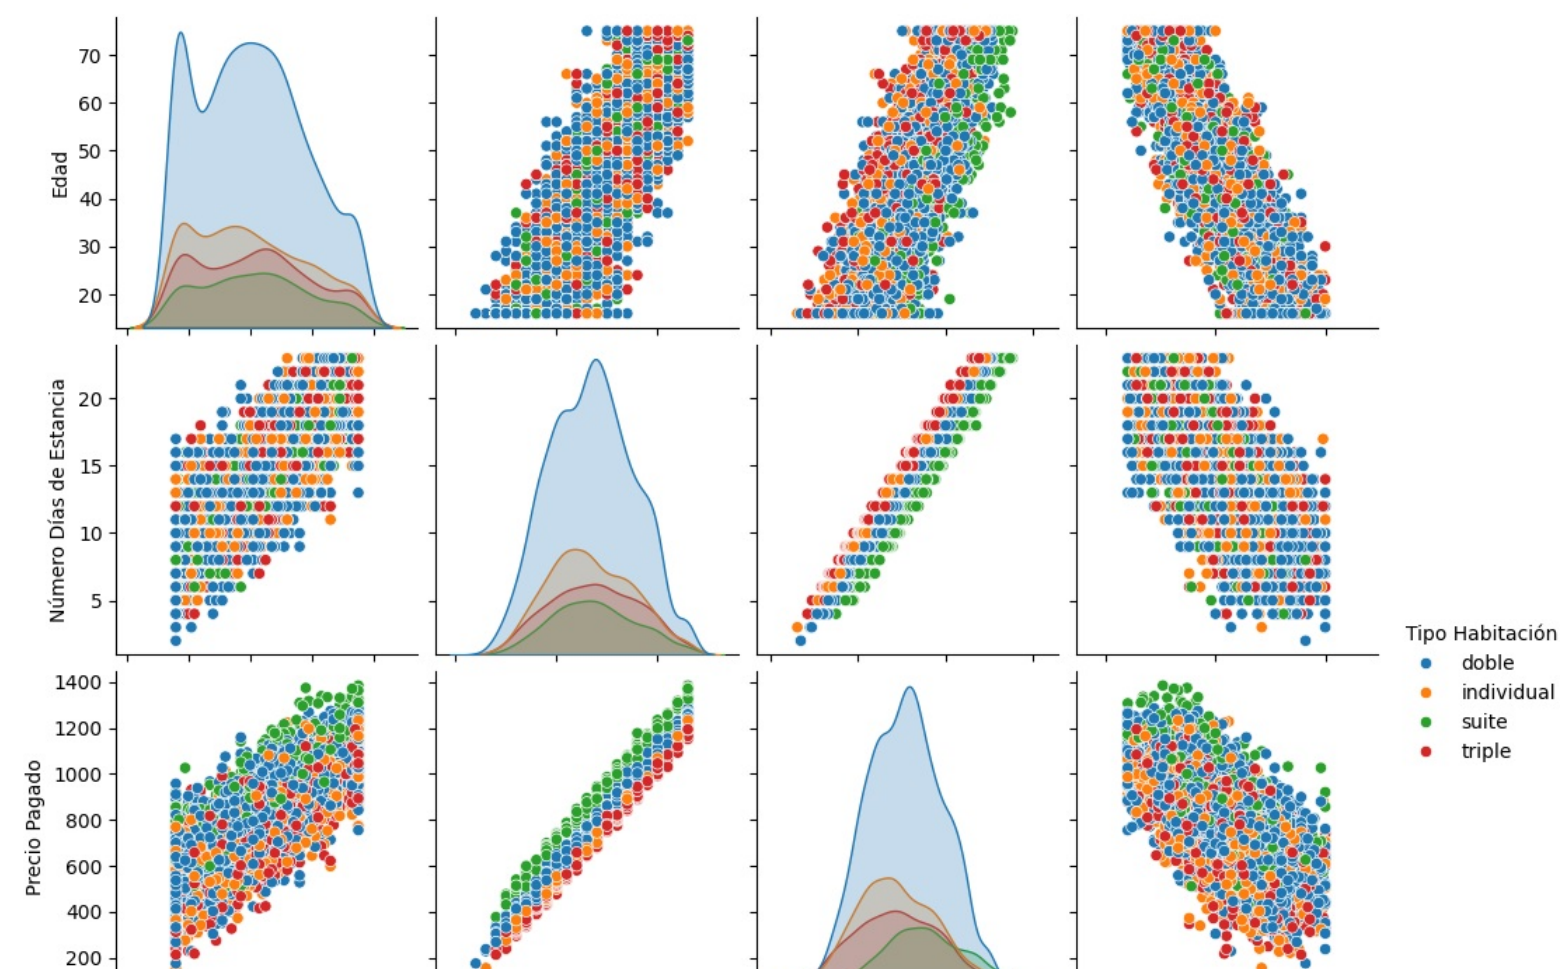 70
60
50
40
30
20
Edad
20
15
10
5
Número Días de Estancia
Tipo Habitación
doble
individual
suite
triple
1400
1200
1000
800
600
400
200
Precio Pagado